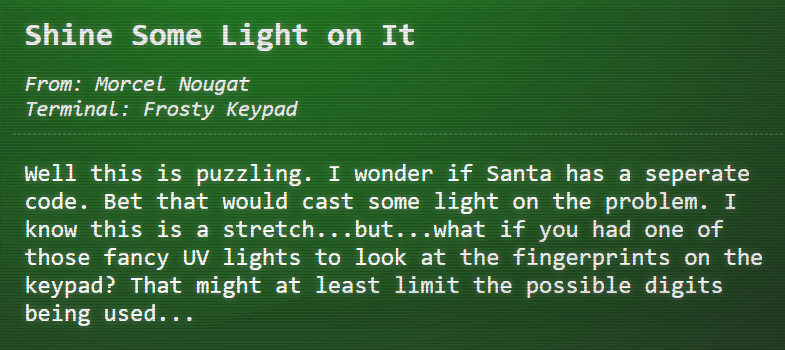 Shine Some Light on It
From: Morcel Nougat
Terminal: Frosty Keypad
Well this is puzzling. I wonder if Santa has a seperate
code. Bet that would cast some light on the problem. I
know this is a stretch...but...what if you had one of
those fancy UV lights to look at the fingerprints on the
keypad? That might at least limit the possible digits
being used...